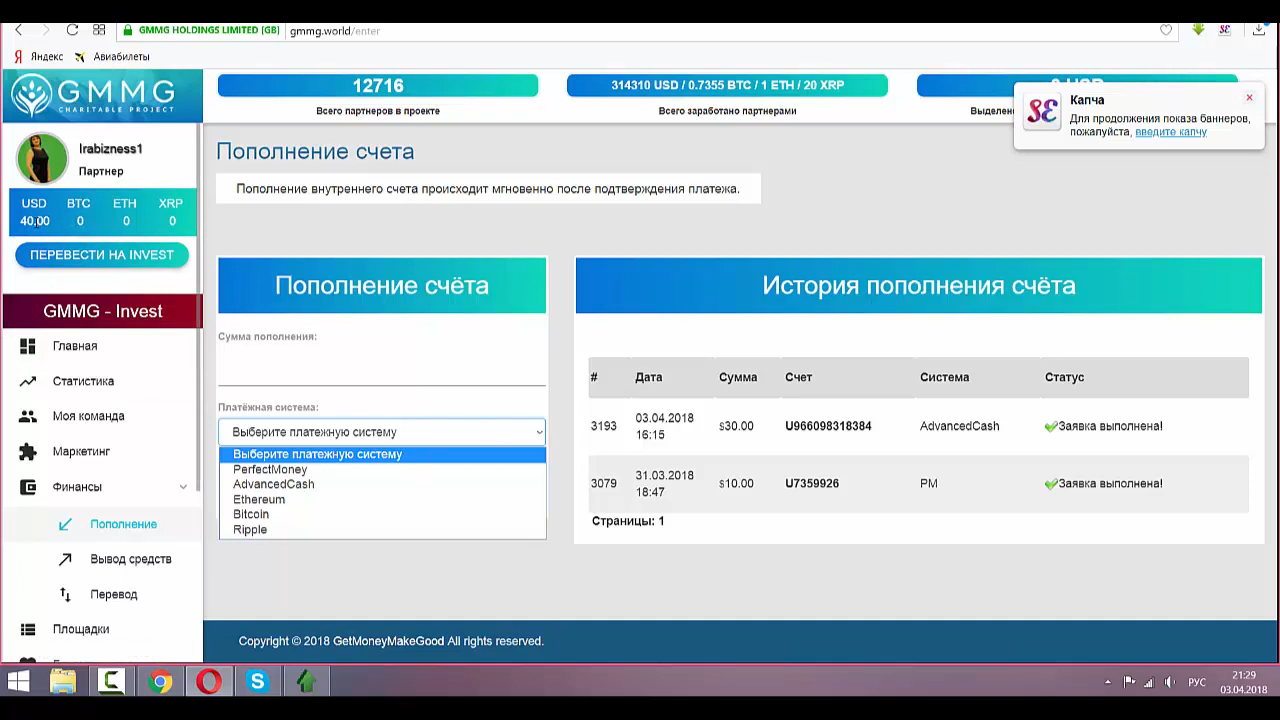 GMMG HOLDINGS LIMITED (GB) gmmg.world/enter
Яндекс Авиабилеты
GMMG
CHARITABLE PROJECT
12716
Всего партнеров в проекте
314310 USD / 0.7355 BTC / 1 ETH / 20 XRP
Всего заработано партнерами
Капча
Для продолжения показа баннеров,
пожалуйста, введите капчу
Irabizness1
Партнер
USD BTC ETH XRP
40,00 0 0 0
ПЕРЕВЕСТИ НА INVEST
GMMG - Invest
Главная
Статистика
Моя команда
Маркетинг
Финансы
Пополнение
Вывод средств
Перевод
Площадки
Пополнение счета
Пополнение внутреннего счета происходит мгновенно после подтверждения платежа.
Пополнение счёта
Сумма пополнения:
Платёжная система:
Выберите платежную систему
Выберите платежную систему
PerfectMoney
AdvancedCash
Ethereum
Bitcoin
Ripple
История пополнения счёта
# Дата Сумма Счет Система Статус
3193 03.04.2018 16:15 $30.00 U966098318384 AdvancedCash Заявка выполнена!
3079 31.03.2018 18:47 $10.00 U7359926 PM Заявка выполнена!
Страницы: 1
Copyright © 2018 GetMoneyMakeGood All rights reserved.
РУС
21:29
03.04.2018